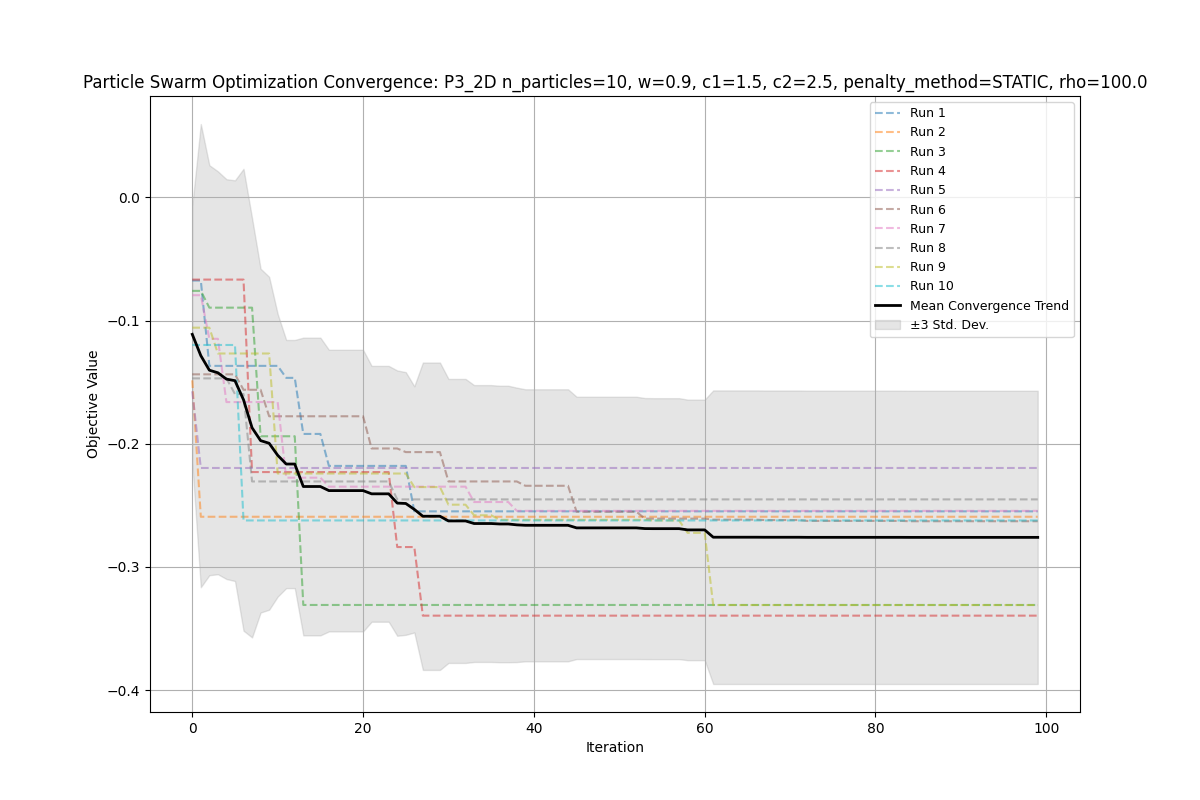 Particle Swarm Optimization Convergence: P3_2D n_particles=10, w=0.9, c1=1.5, c2=2.5, penalty_method=STATIC, rho=100.0
Run 1
Run 2
Run 3
Run 4
Run 5
Run 6
Run 7
Run 8
Run 9
Run 10
Mean Convergence Trend
±3 Std. Dev.
Objective Value
0.0
−0.1
−0.2
−0.3
−0.4
0 20 40 60 80 100
Iteration